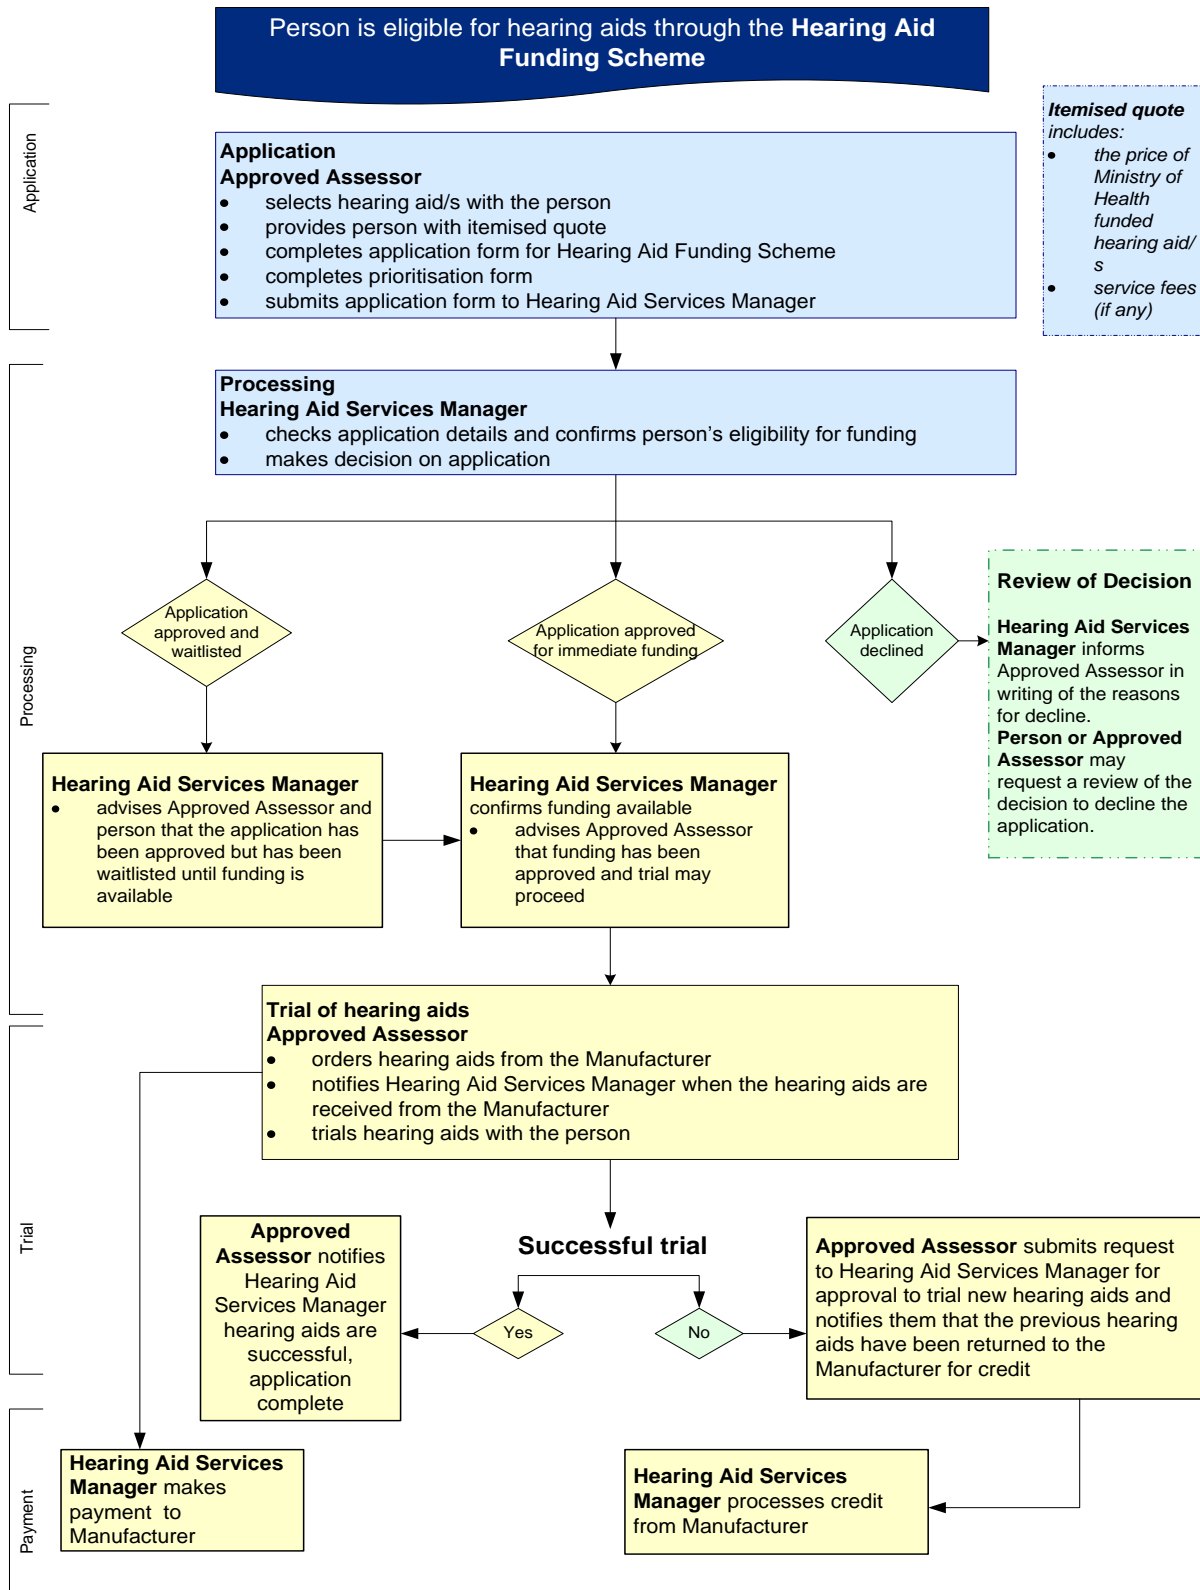 Person is eligible for hearing aids through the Hearing Aid
Funding Scheme
Application
Application
Approved Assessor
• selects hearing aid/s with the person
• provides person with itemised quote
• completes application form for Hearing Aid Funding Scheme
• completes prioritisation form
• submits application form to Hearing Aid Services Manager
Itemised quote
includes:
• the price of
Ministry of
Health
funded
hearing aid/
s
• service fees
(if any)
Processing
Processing
Hearing Aid Services Manager
• checks application details and confirms person's eligibility for funding
• makes decision on application
Application
approved and
waitlisted
Application approved
for immediate funding
Application
declined
Review of Decision
Hearing Aid Services
Manager informs
Approved Assessor in
writing of the reasons
for decline.
Person or Approved
Assessor may
request a review of the
decision to decline the
application.
Hearing Aid Services Manager
• advises Approved Assessor and
person that the application has
been approved but has been
waitlisted until funding is
available
Hearing Aid Services Manager
confirms funding available
• advises Approved Assessor
that funding has been
approved and trial may
proceed
Trial
Trial of hearing aids
Approved Assessor
• orders hearing aids from the Manufacturer
• notifies Hearing Aid Services Manager when the hearing aids are
received from the Manufacturer
• trials hearing aids with the person
Successful trial
Yes
No
Approved
Assessor notifies
Hearing Aid
Services Manager
hearing aids are
successful,
application
complete
Approved Assessor submits request
to Hearing Aid Services Manager for
approval to trial new hearing aids and
notifies them that the previous hearing
aids have been returned to the
Manufacturer for credit
Payment
Hearing Aid Services
Manager makes
payment to
Manufacturer
Hearing Aid Services
Manager processes credit
from Manufacturer